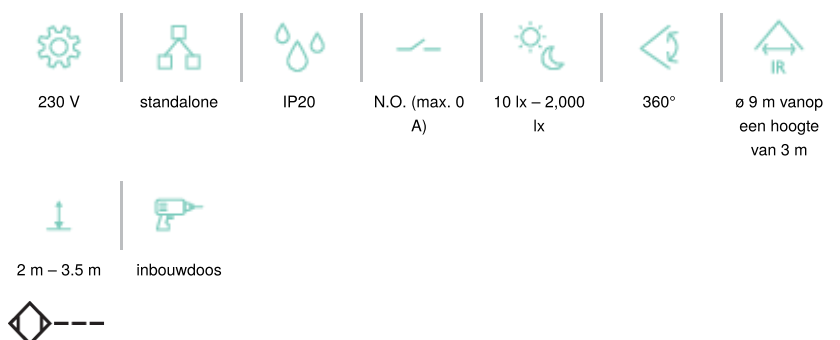 IR
230 V
standalone
IP20
N.O. (max. 0
A)
10 lx – 2,000
lx
360°
ø 9 m vanop
een hoogte
van 3 m
2 m – 3.5 m
inbouwdoos